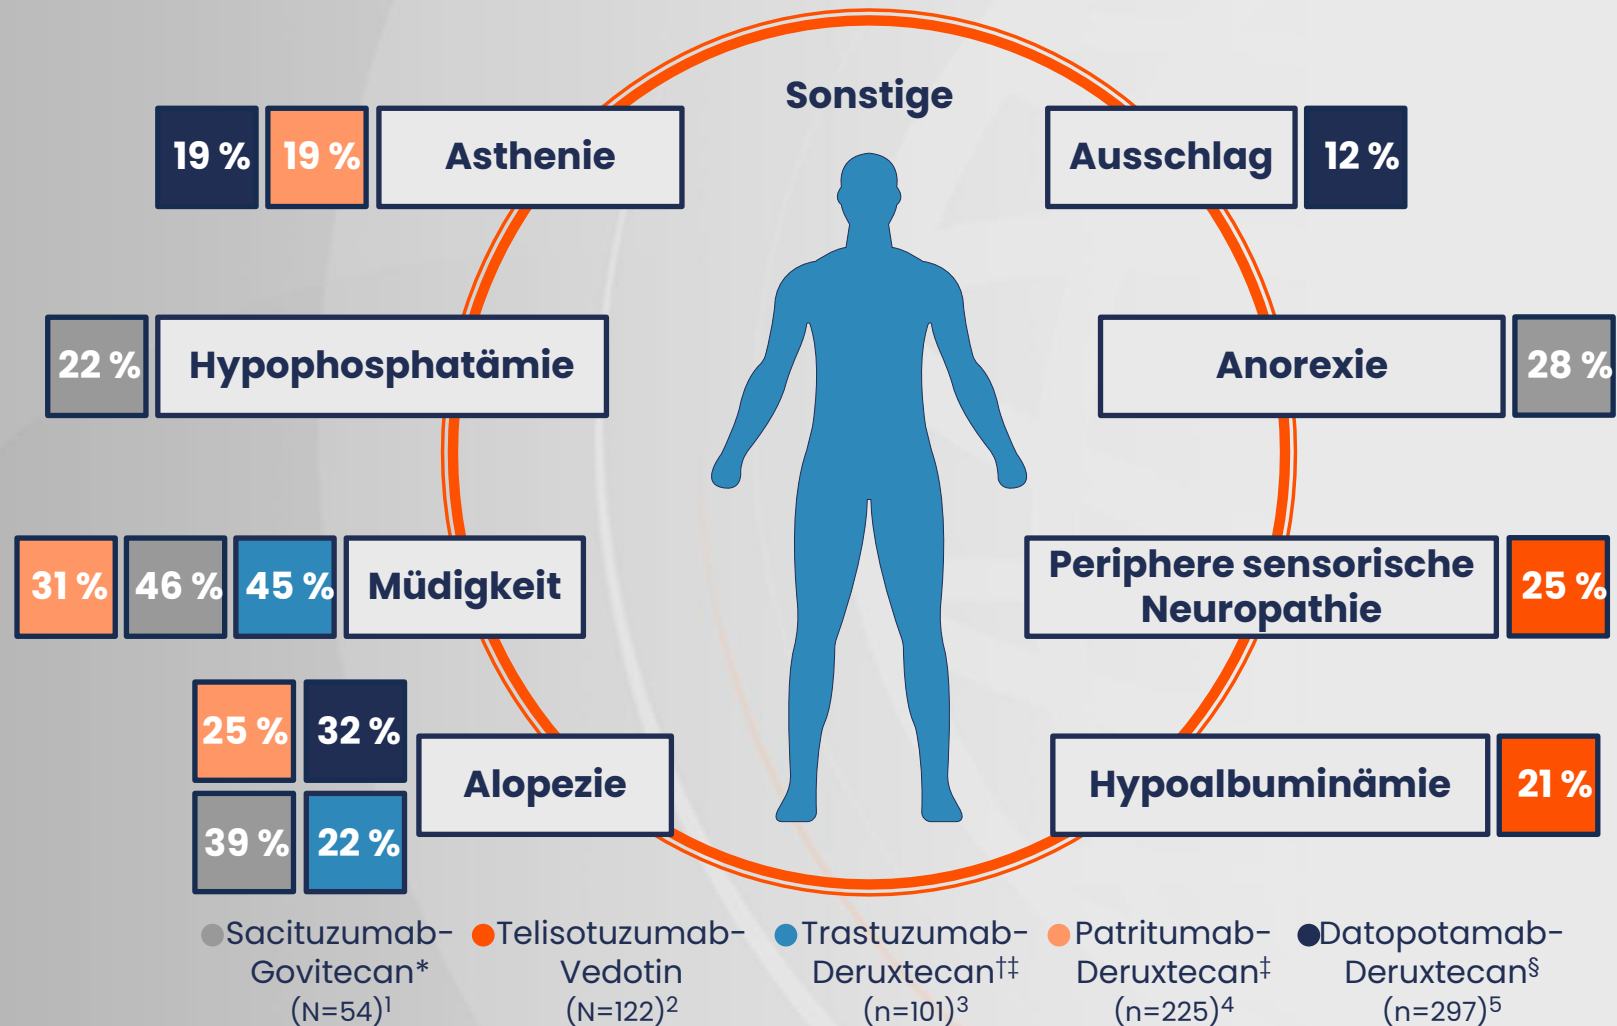 Sonstige
19 % 19 % Asthenie
Ausschlag 12 %
22 % Hypophosphatämie
Anorexie 28 %
31 % 46 % 45 % Müdigkeit
Periphere sensorische
Neuropathie
25 %
25 % 32 %
39 % 22 %
Alopezie
Hypoalbuminämie 21 %
Sacituzumab-
Govitecan*
(N=54)¹
Telisotuzumab-
Vedotin
(N=122)²
Trastuzumab-
Deruxtecan†‡
(n=101)³
Patritumab-
Deruxtecan‡
(n=225)⁴
Datopotamab-
Deruxtecan§
(n=297)⁵